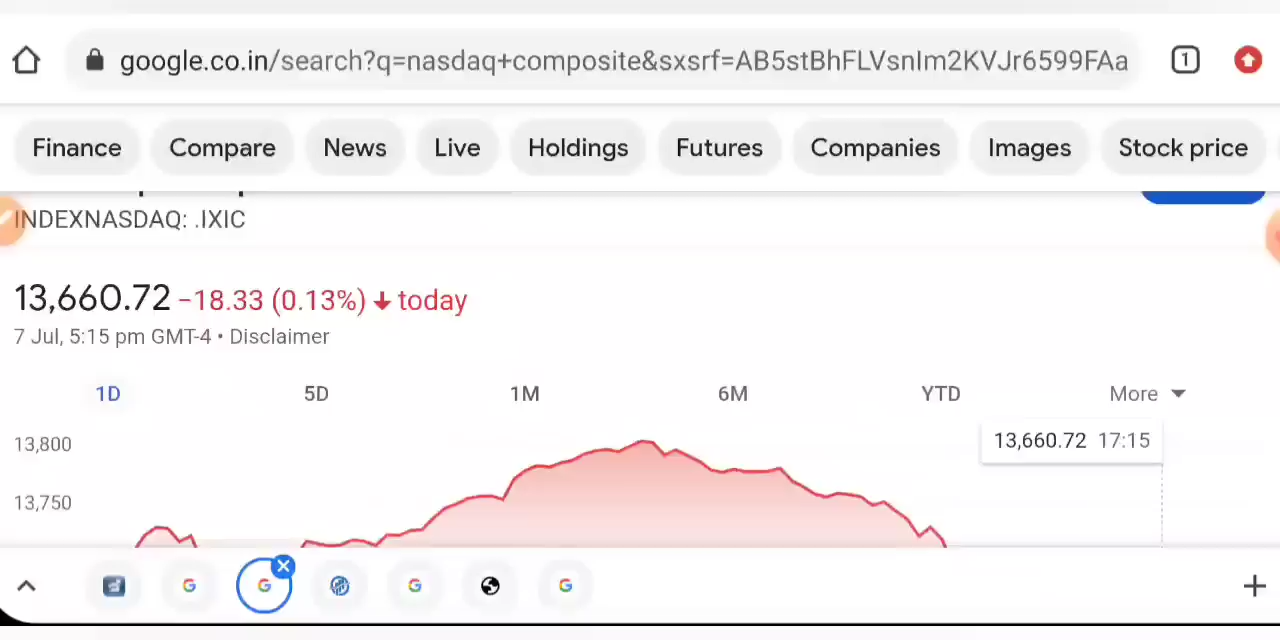 google.co.in/search?q=nasdaq+composite&sxsrf=AB5stBhFLVsnIm2KVJr6599FAa
1
Finance Compare News Live Holdings Futures Companies Images Stock price
INDEXNASDAQ: .IXIC
13,660.72 -18.33 (0.13%) ↓ today
7 Jul, 5:15 pm GMT-4 • Disclaimer
1D 5D 1M 6M YTD More
13,660.72 17:15
13,800
13,750